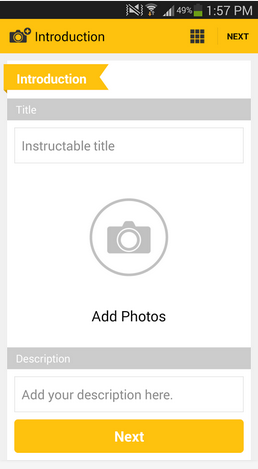 49% 1:57 PM
Introduction NEXT
Introduction
Title
Instructable title
Add Photos
Description
Add your description here.
Next